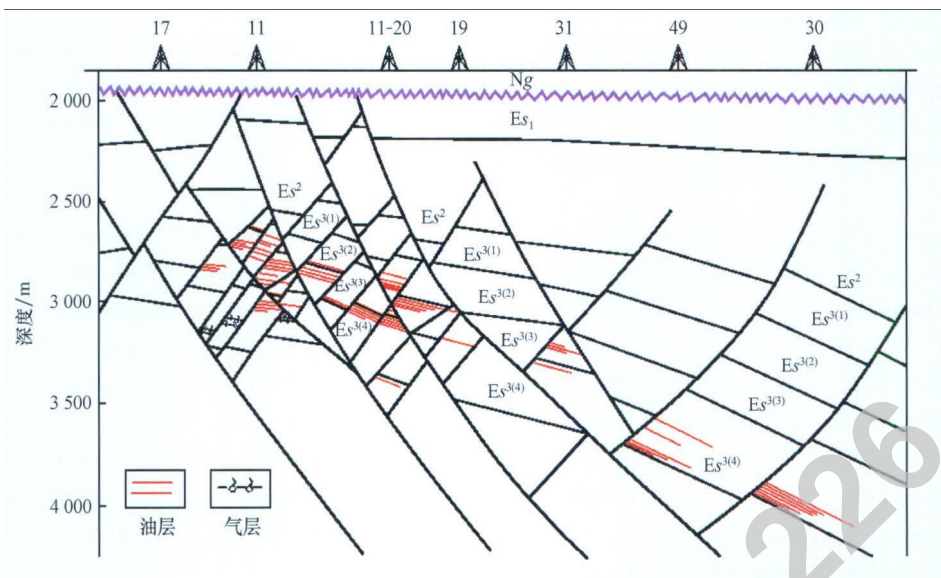 17 11 11-20 19 31 49 30
Ng
2 000
Es₁
2 500
Es²
Es²
Es³⁽¹⁾
Es³⁽²⁾
Es³⁽¹⁾
Es²
3 000
Es³⁽³⁾
Es³⁽²⁾
Es³⁽¹⁾
深度/m
Es³⁽⁴⁾
Es³⁽³⁾
Es³⁽²⁾
Es³⁽⁴⁾
3 500
Es³⁽³⁾
Es³⁽⁴⁾
4 000
油层 气层
226